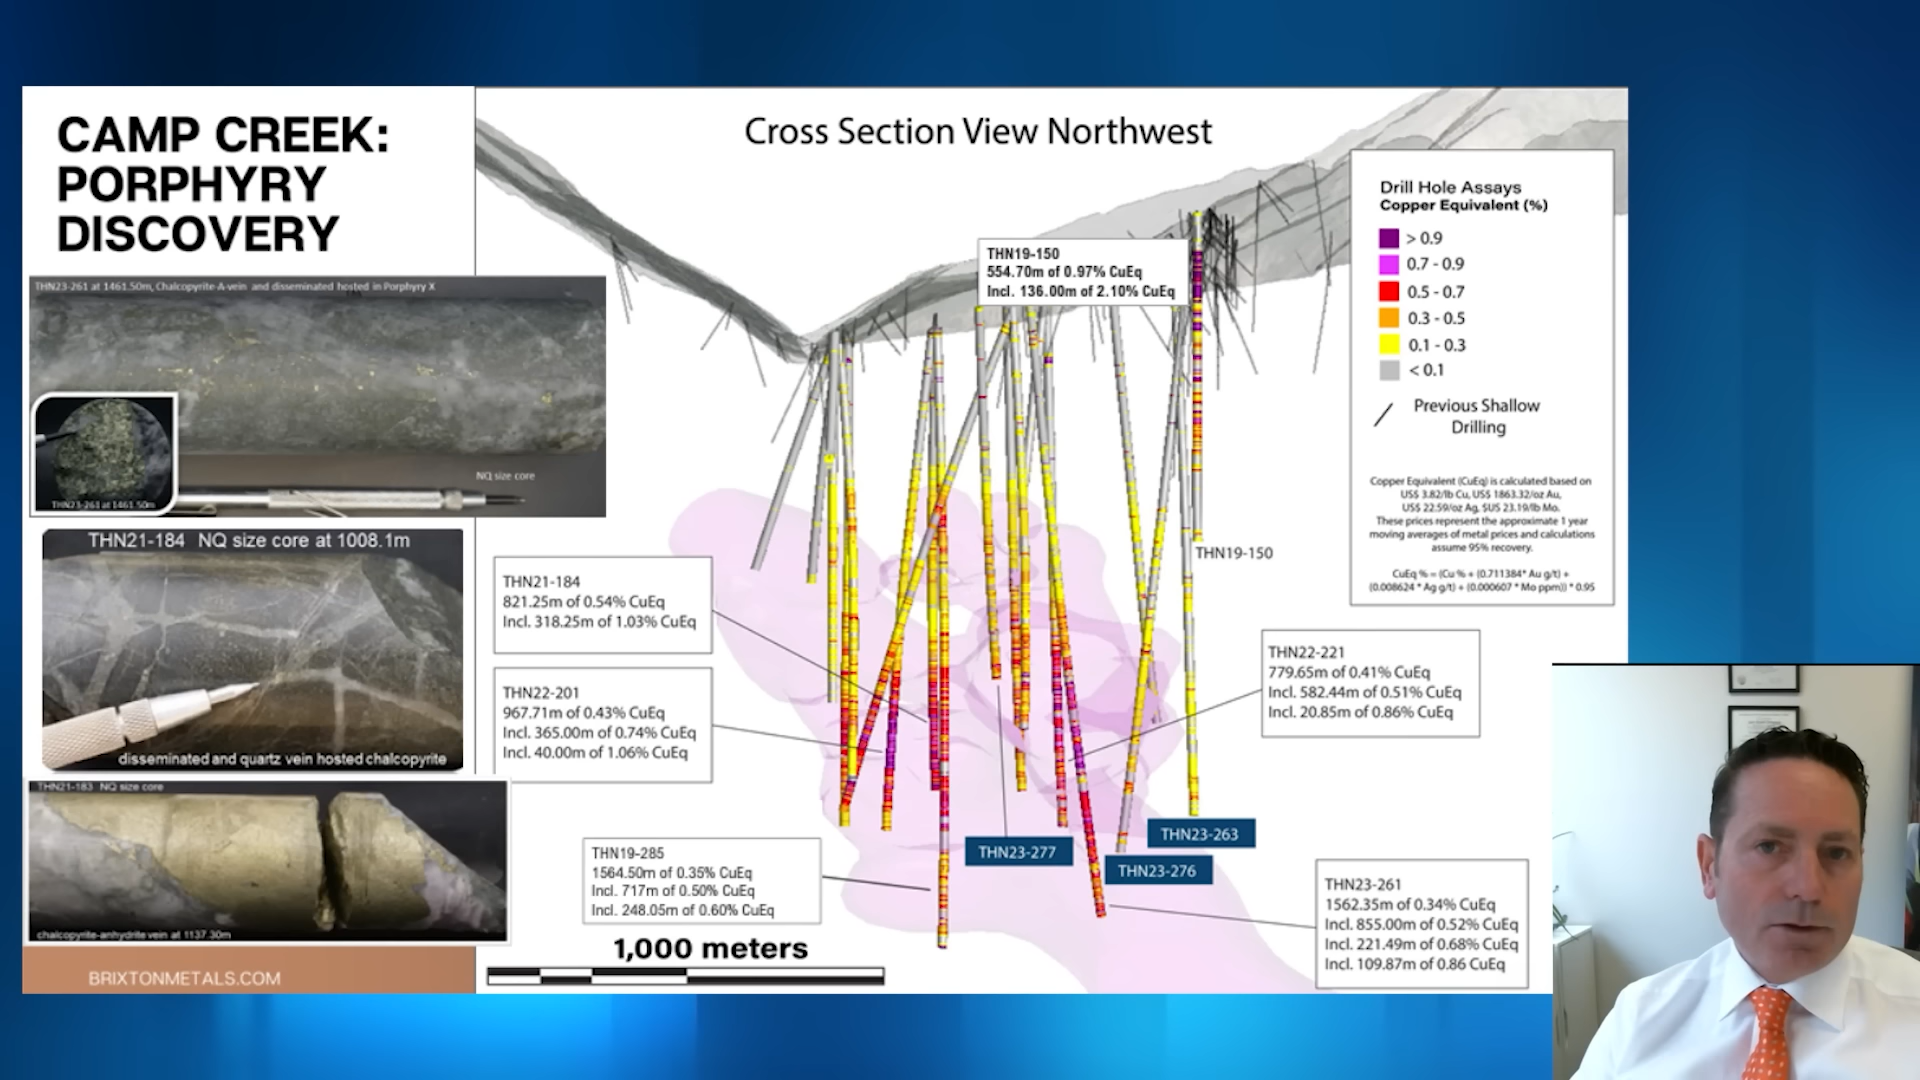 CAMP CREEK:
PORPHYRY
DISCOVERY
THN23-261 at 1461.50m, Chalcopyrite-A-vein and disseminated hosted in Porphyry X
NQ size core
THN23-261 at 1461.50m
THN21-184 NQ size core at 1008.1m
disseminated and quartz vein hosted chalcopyrite
THN21-183 NQ size core
chalcopyrite-anhydrite vein at 1137.30m
BRIXTONMETALS.COM
Cross Section View Northwest
THN19-150
554.70m of 0.97% CuEq
Incl. 136.00m of 2.10% CuEq
THN19-150
THN21-184
821.25m of 0.54% CuEq
Incl. 318.25m of 1.03% CuEq
THN22-201
967.71m of 0.43% CuEq
Incl. 365.00m of 0.74% CuEq
Incl. 40.00m of 1.06% CuEq
THN19-285
1564.50m of 0.35% CuEq
Incl. 717m of 0.50% CuEq
Incl. 248.05m of 0.60% CuEq
1,000 meters
THN23-277
THN23-263
THN23-276
THN22-221
779.65m of 0.41% CuEq
Incl. 582.44m of 0.51% CuEq
Incl. 20.85m of 0.86% CuEq
THN23-261
1562.35m of 0.34% CuEq
Incl. 855.00m of 0.52% CuEq
Incl. 221.49m of 0.68% CuEq
Incl. 109.87m of 0.86 CuEq
Drill Hole Assays
Copper Equivalent (%)
> 0.9
0.7 - 0.9
0.5 - 0.7
0.3 - 0.5
0.1 - 0.3
< 0.1
Previous Shallow
Drilling
Copper Equivalent (CuEq) is calculated based on
US$ 3.82/lb Cu, US$ 1863.32/oz Au,
US$ 22.59/oz Ag, $US 23.19/lb Mo.
These prices represent the approximate 1 year
moving averages of metal prices and calculations
assume 95% recovery.
CuEq % = (Cu % + (0.711384* Au g/t) +
(0.008624 * Ag g/t) + (0.000607 * Mo ppm)) * 0.95